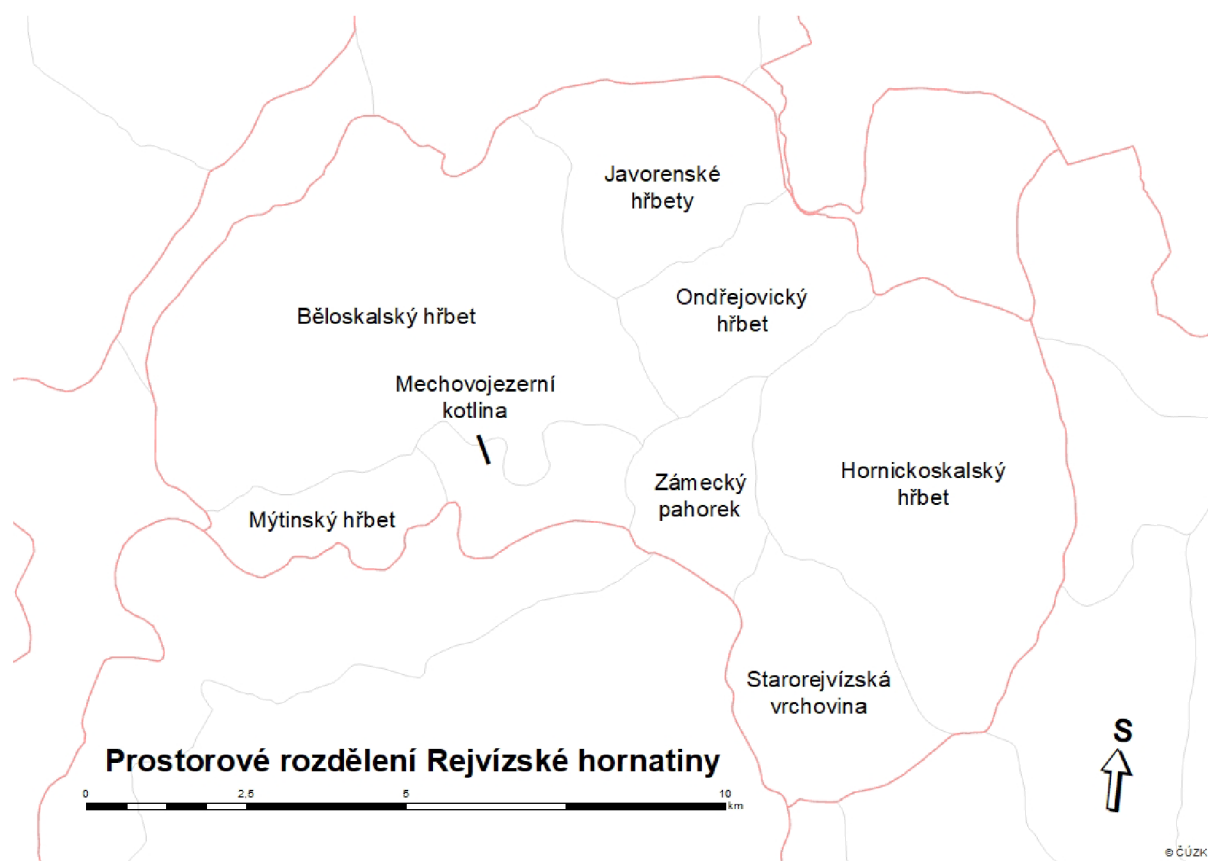 Javorenské
hřbety
Ondřejovický
hřbet
Běloskalský hřbet
Mechovojezerní
kotlina
Zámecký
pahorek
Hornickoskalský
hřbet
Mýtinský hřbet
Starorejvízská
vrchovina
S
Prostorové rozdělení Rejvízské hornatiny
0 2.5 5 10
km
© ČÚZK